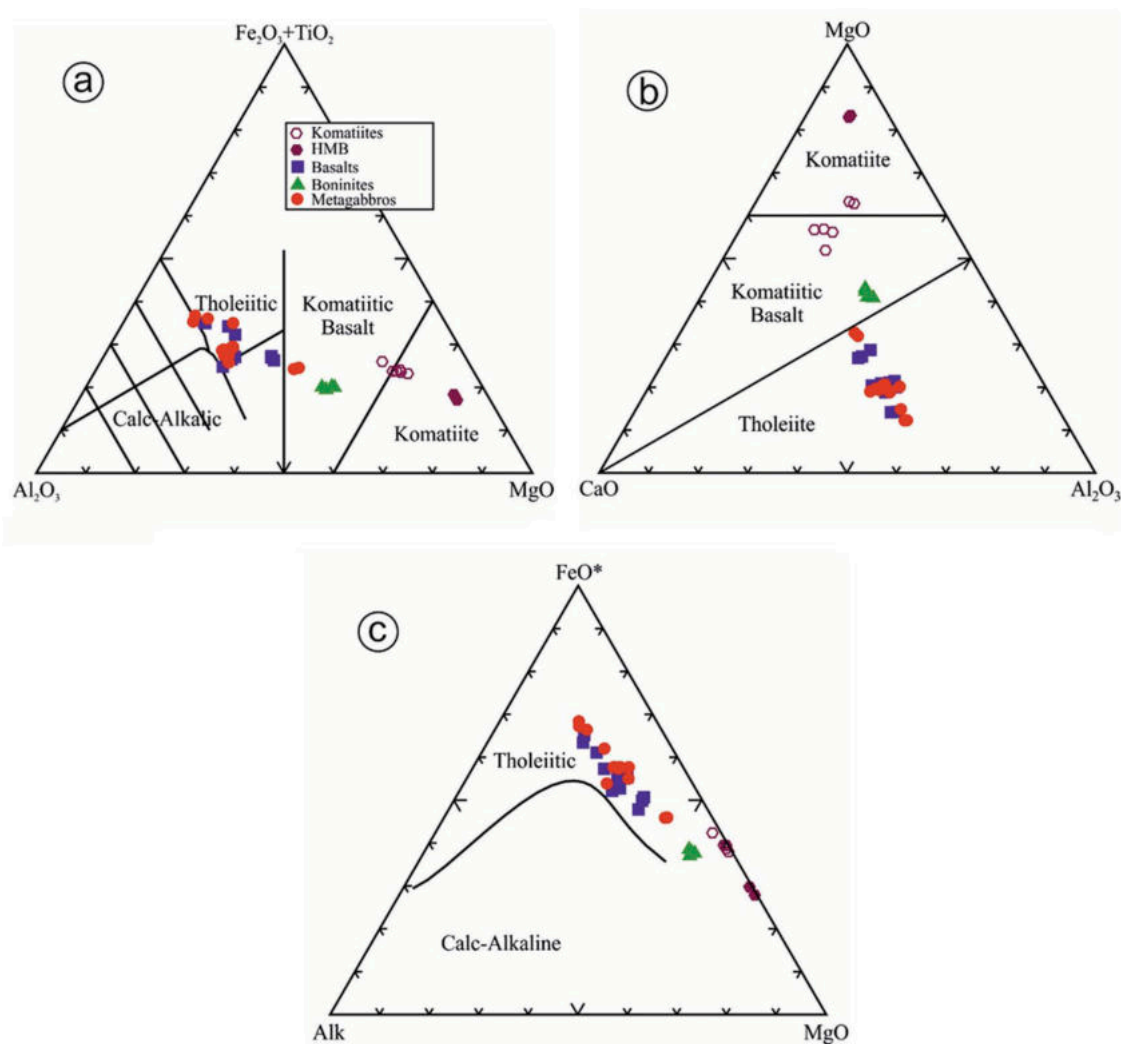 a
Fe₂O₃+TiO₂
Komatiites
HMB
Basalts
Boninites
Metagabbros
Tholeiitic
Komatiitic
Basalt
Calc-Alkalic
Komatiite
Al₂O₃
MgO
b
MgO
Komatiite
Komatiitic
Basalt
Tholeiite
CaO
Al₂O₃
c
FeO*
Tholeiitic
Calc-Alkaline
Alk
MgO